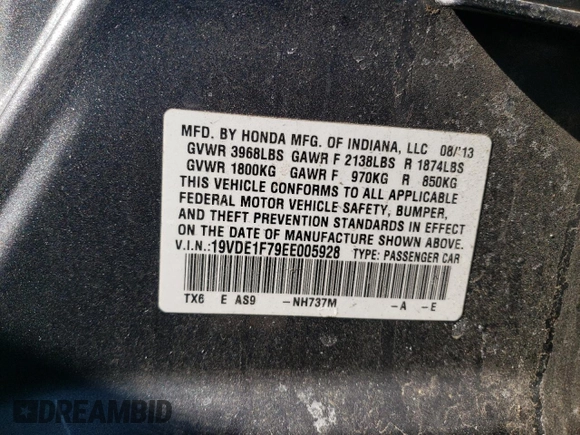 MFD. BY HONDA MFG. OF INDIANA, LLC 08/'13
GVWR 3968LBS GAWR F 2138LBS R 1874LBS
GVWR 1800KG GAWR F 970KG R 850KG
THIS VEHICLE CONFORMS TO ALL APPLICABLE
FEDERAL MOTOR VEHICLE SAFETY, BUMPER,
AND THEFT PREVENTION STANDARDS IN EFFECT
ON THE DATE OF MANUFACTURE SHOWN ABOVE.
V.I.N.:19VDE1F79EE005928 TYPE: PASSENGER CAR
TX6 E AS9 -NH737M -A -E
DREAMBID